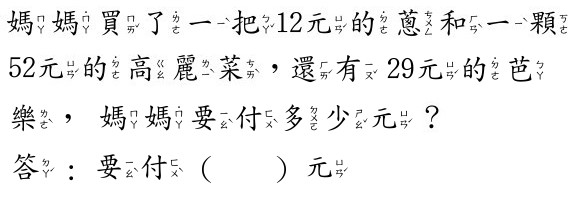 媽媽買了一把12元的蔥和一顆
52元的高麗菜，還有 29元的芭
樂， 媽媽要付多少元？
答：要付（　　）元